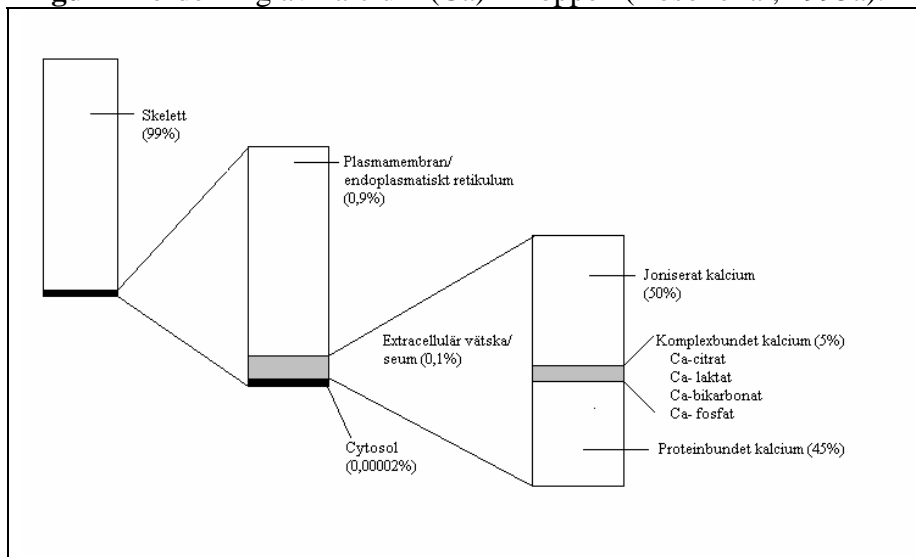 Skelett
(99%)
Plasmamembran/
endoplasmatiskt retikulum
(0,9%)
Extracellulär vätska/
seum (0,1%)
Cytosol
(0,00002%)
Joniserat kalcium
(50%)
Komplexbundet kalcium (5%)
Ca-citrat
Ca- laktat
Ca-bikarbonat
Ca- fosfat
Proteinbundet kalcium (45%)